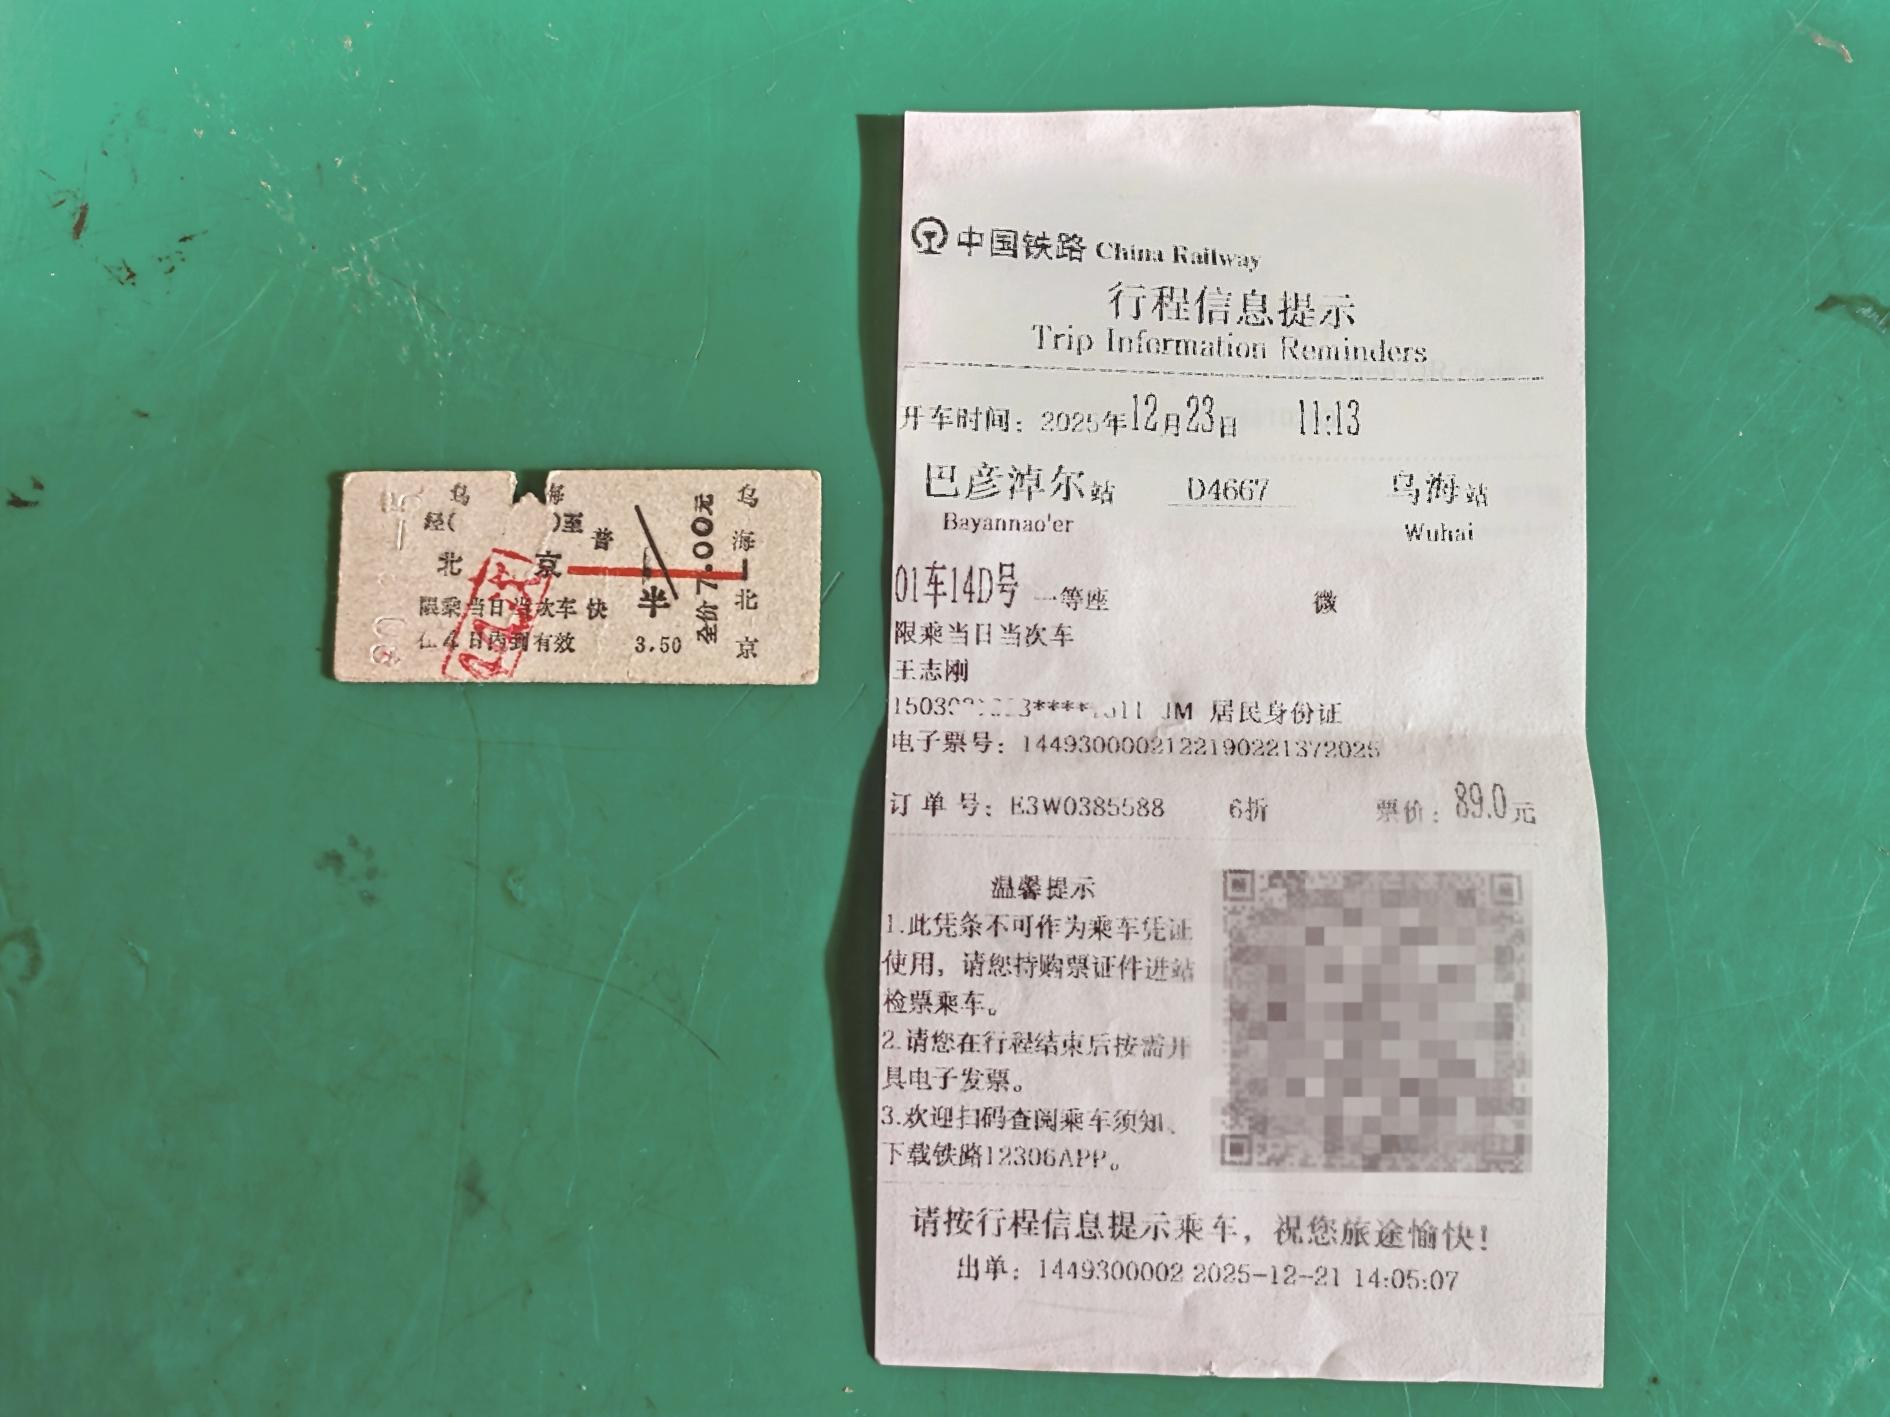 乌 海
经( )至
北 京
普
快
限乘当日当次车
在4日内到有效
半
3.50
全价7.00元
乌海—北京
中国铁路 China Railway
行程信息提示
Trip Information Reminders
开车时间：2025年12月23日 11:13
巴彦淖尔站 D4667 乌海站
Bayannao'er Wuhai
01车14D号 一等座 微
限乘当日当次车
王志刚
居民身份证
电子票号：1449300002122190221372025
订单号：E3W0385588 6折 票价：89.0元
温馨提示
1.此凭条不可作为乘车凭证
使用，请您持购票证件进站
检票乘车。
2.请您在行程结束后按需开
具电子发票。
3.欢迎扫码查阅乘车须知、
下载铁路12306APP。
请按行程信息提示乘车，祝您旅途愉快！
出单：1449300002 2025-12-21 14:05:07